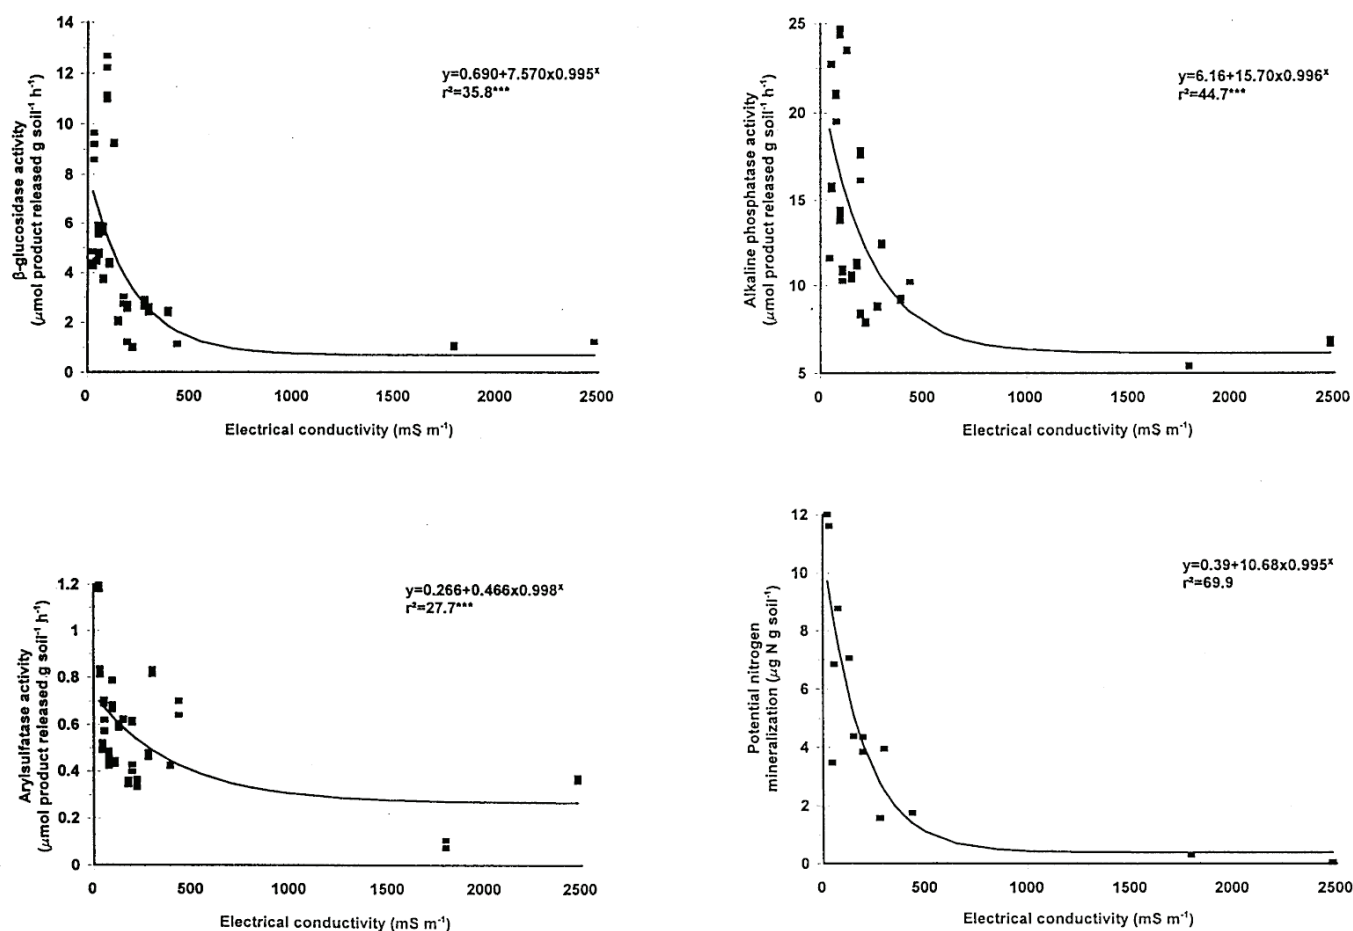 14
12
10
8
6
4
2
0
β-glucosidase activity
(μmol product released g soil⁻¹ h⁻¹)
y=0.690+7.570x0.995ˣ
r²=35.8***
0 500 1000 1500 2000 2500
Electrical conductivity (mS m⁻¹)
25
20
15
10
5
Alkaline phosphatase activity
(μmol product released g soil⁻¹ h⁻¹)
y=6.16+15.70x0.996ˣ
r²=44.7***
0 500 1000 1500 2000 2500
Electrical conductivity (mS m⁻¹)
1.2
1
0.8
0.6
0.4
0.2
0
Arylsulfatase activity
(μmol product released g soil⁻¹ h⁻¹)
y=0.266+0.466x0.998ˣ
r²=27.7***
0 500 1000 1500 2000 2500
Electrical conductivity (mS m⁻¹)
12
10
8
6
4
2
0
Potential nitrogen
mineralization (μg N g soil⁻¹)
y=0.39+10.68x0.995ˣ
r²=69.9
0 500 1000 1500 2000 2500
Electrical conductivity (mS m⁻¹)